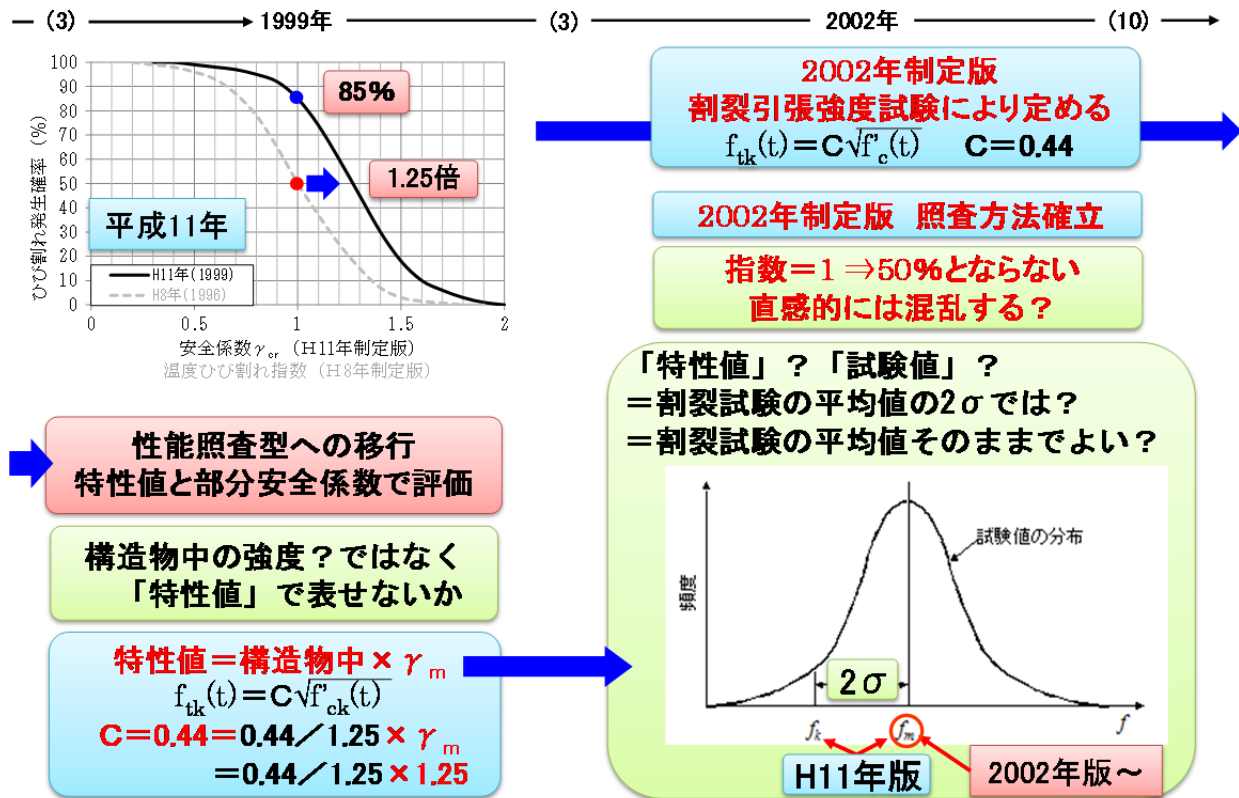 (3)
1999年
(3)
2002年
(10)
100
90
80
70
60
50
40
30
20
10
0
ひび割れ発生確率 (%)
85%
1.25倍
平成11年
H11年(1999)
H8年(1996)
0
0.5
1
1.5
2
安全係数γcr (H11年制定版)
温度ひび割れ指数 (H8年制定版)
性能照査型への移行
特性値と部分安全係数で評価
構造物中の強度？ではなく
「特性値」で表せないか
特性値＝構造物中×γm
ftk(t)＝C√f'ck(t)
C＝0.44＝0.44／1.25×γm
＝0.44／1.25×1.25
2002年制定版
割裂引張強度試験により定める
ftk(t)＝C√f'c(t) C＝0.44
2002年制定版 照査方法確立
指数＝1⇒50%とならない
直感的には混乱する？
「特性値」？「試験値」？
＝割裂試験の平均値の2σでは？
＝割裂試験の平均値そのままでよい？
試験値の分布
頻度
2σ
fk
fm
f
H11年版
2002年版～